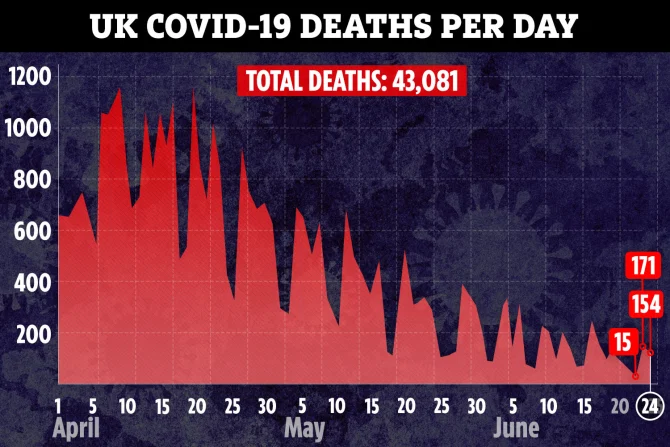 UK COVID-19 DEATHS PER DAY
TOTAL DEATHS: 43,081
1200
1000
800
600
400
200
171
154
15
1 5 10 15 20 25 30 5 10 15 20 25 30 5 10 15 20 24
April May June